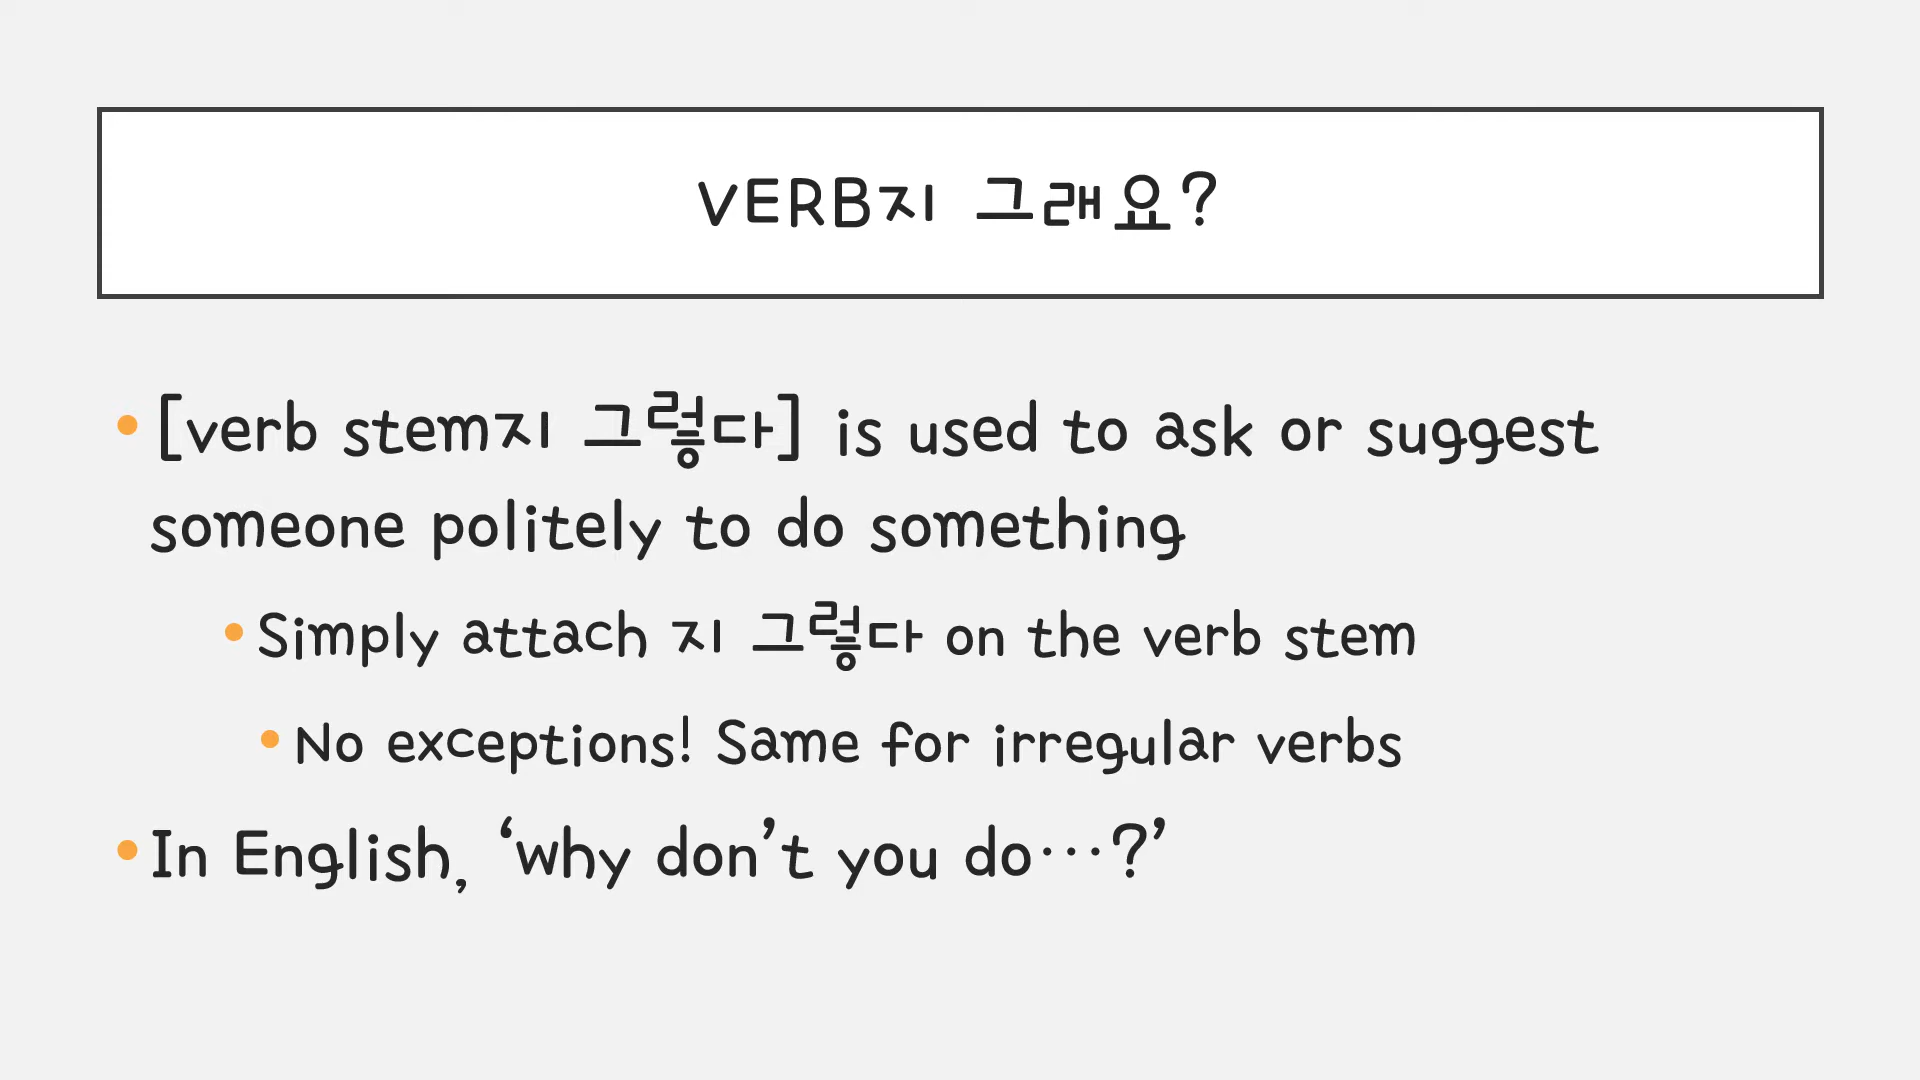 VERB지 그래요?
• [verb stem지 그렇다] is used to ask or suggest
someone politely to do something
• Simply attach 지 그렇다 on the verb stem
• No exceptions! Same for irregular verbs
• In English, ‘why don’t you do…?’